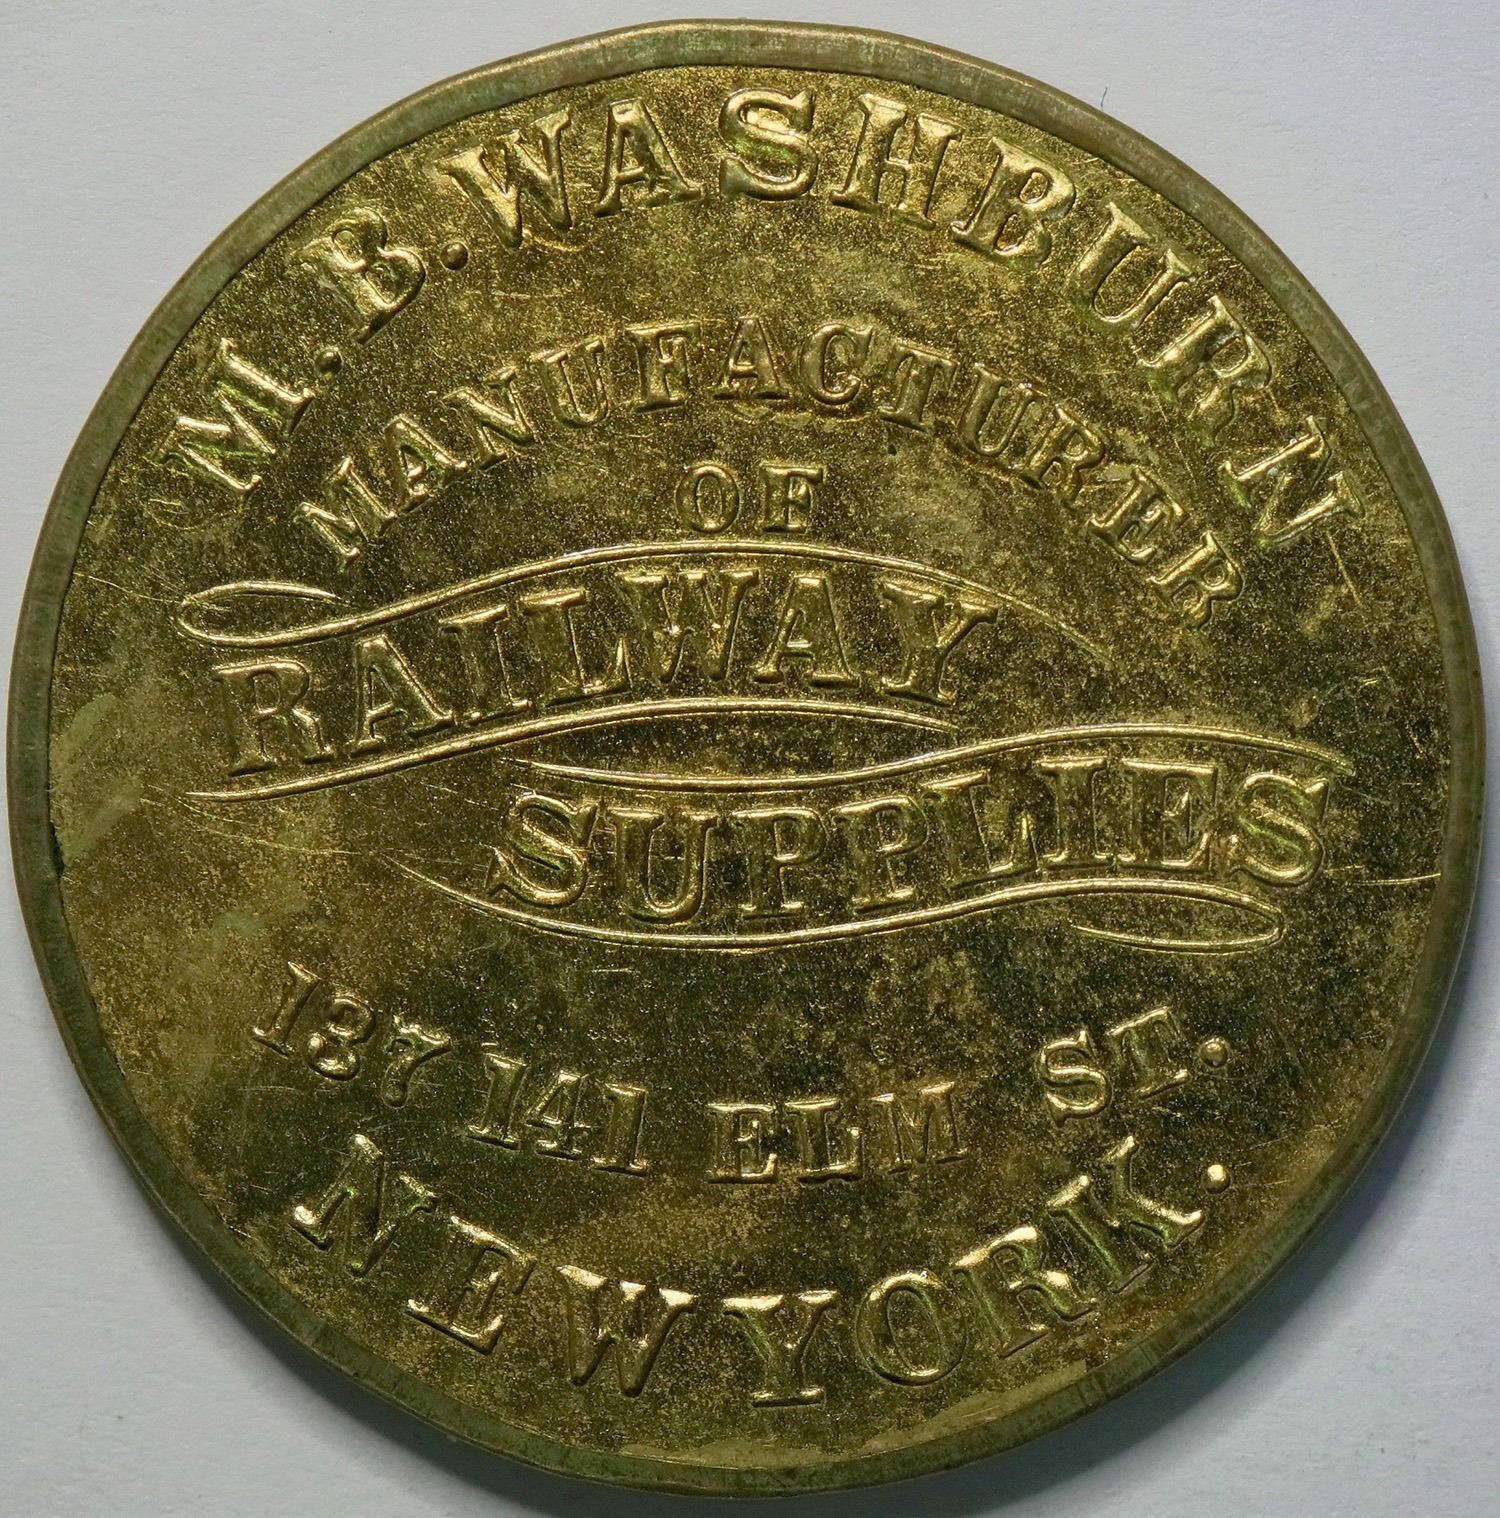 M.B.WASHBURN
MANUFACTURER
OF
RAILWAY
SUPPLIES
137 141 ELM ST.
NEW YORK.